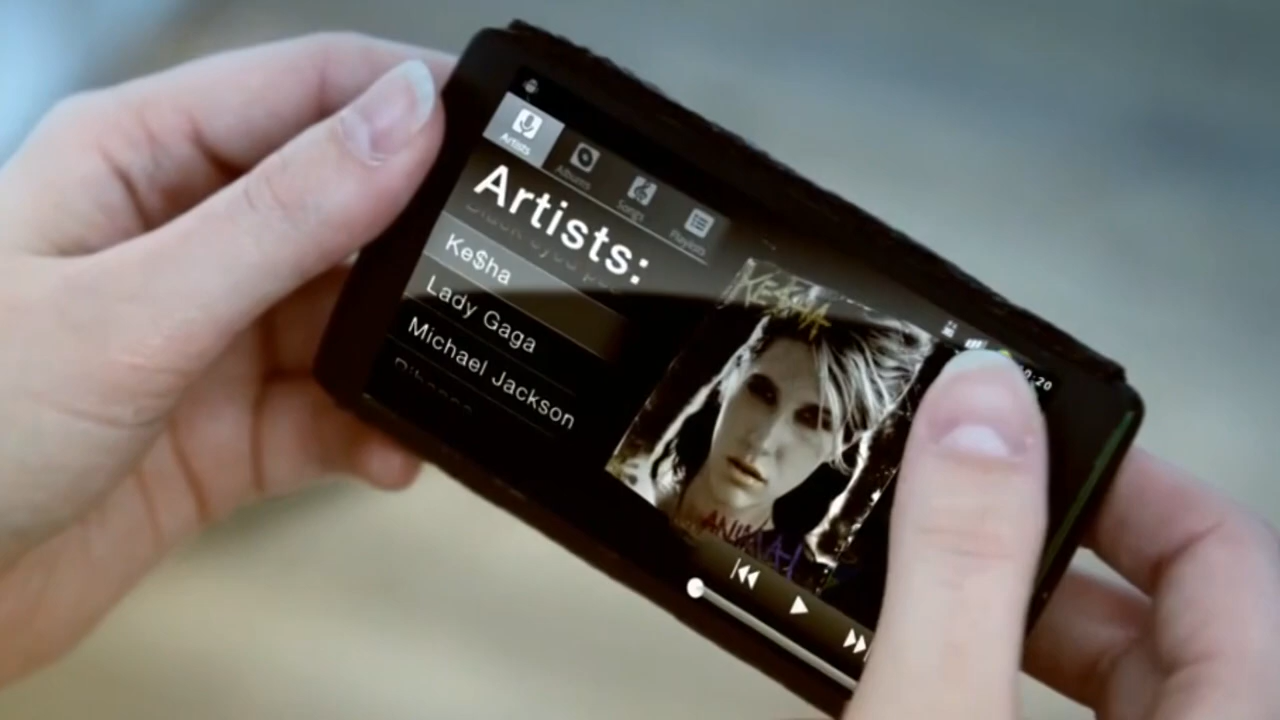 Artists
Albums
Songs
Playlists
Artists:
Ke$ha
Lady Gaga
Michael Jackson
KE$HA
ANIMAL